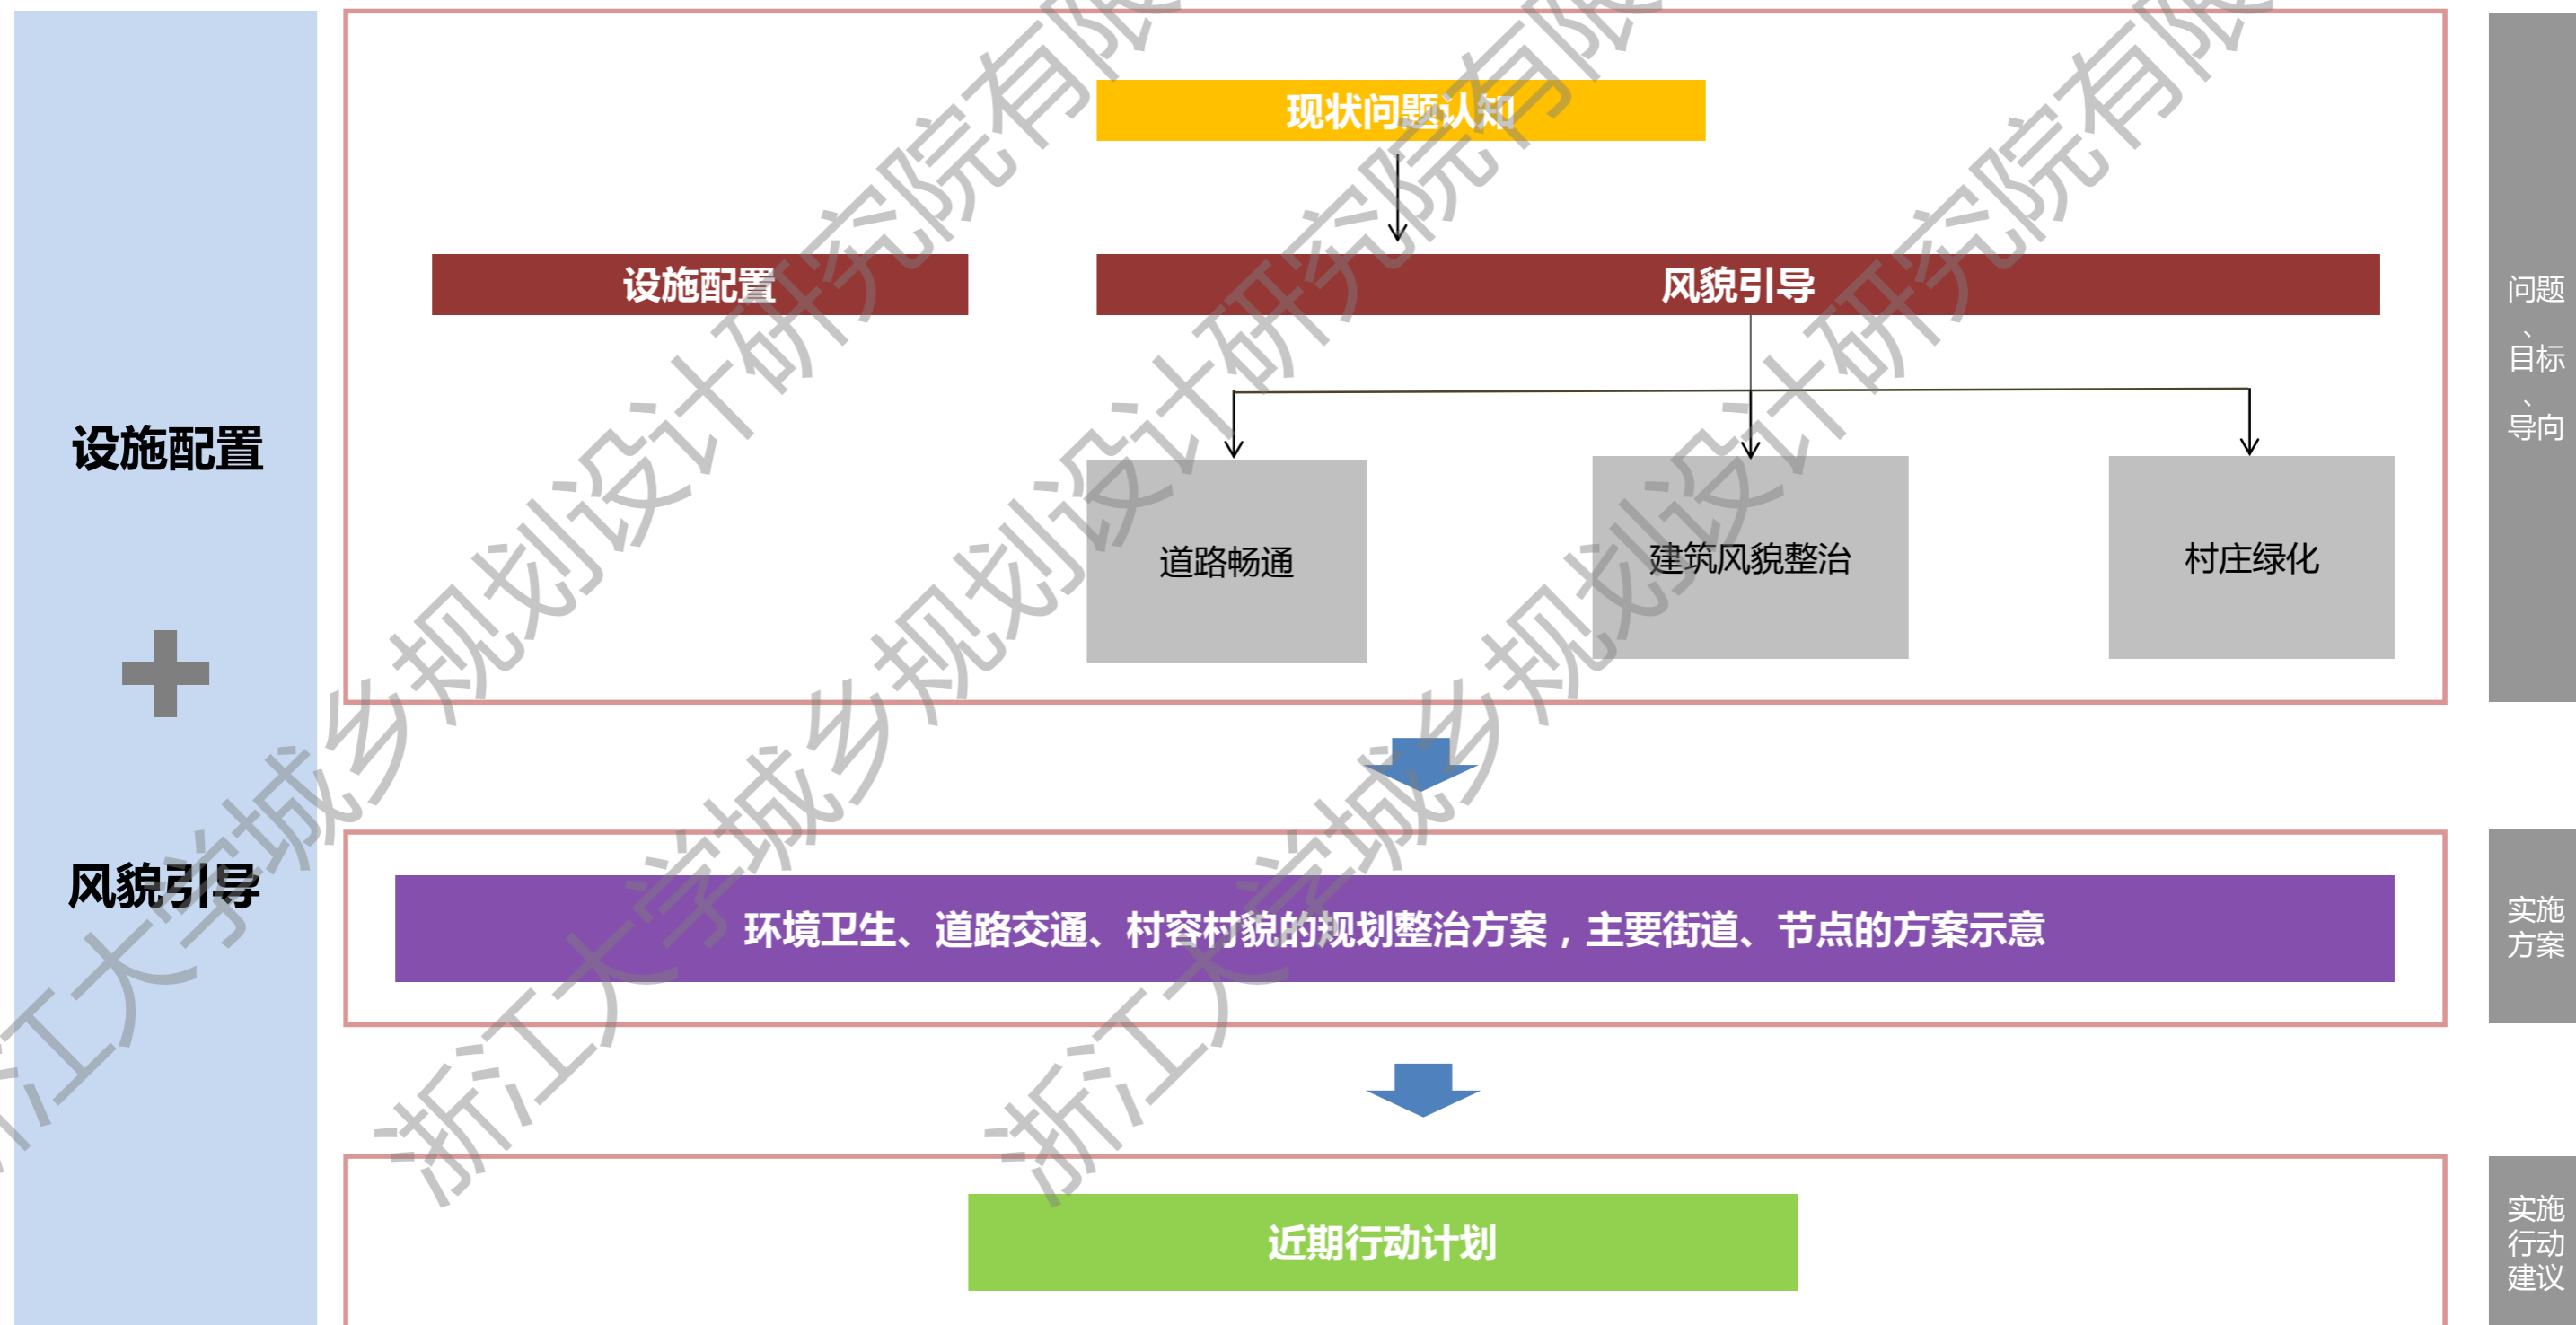 现状问题认知
设施配置
风貌引导
道路畅通
建筑风貌整治
村庄绿化
问题
、
目标
、
导向
设施配置
风貌引导
环境卫生、道路交通、村容村貌的规划整治方案，主要街道、节点的方案示意
实施
方案
近期行动计划
实施
行动
建议
浙江大学城乡规划设计研究院有限
浙江大学城乡规划设计研究院有限
浙江大学城乡规划设计研究院有限